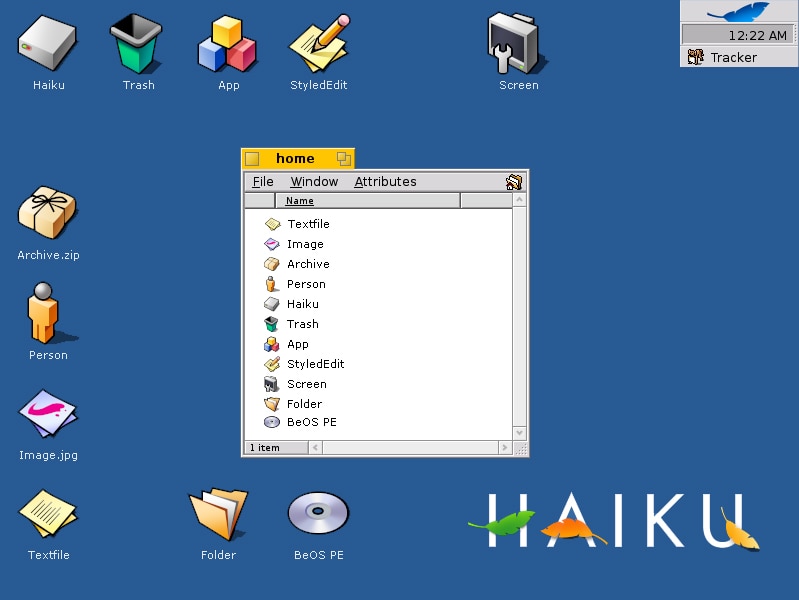 12:22 AM
Tracker
Haiku
Trash
App
StyledEdit
Screen
home
File Window Attributes
Name
Textfile
Image
Archive
Person
Haiku
Trash
App
StyledEdit
Screen
Folder
BeOS PE
1 item
Archive.zip
Person
Image.jpg
Textfile
Folder
BeOS PE
HAIKU